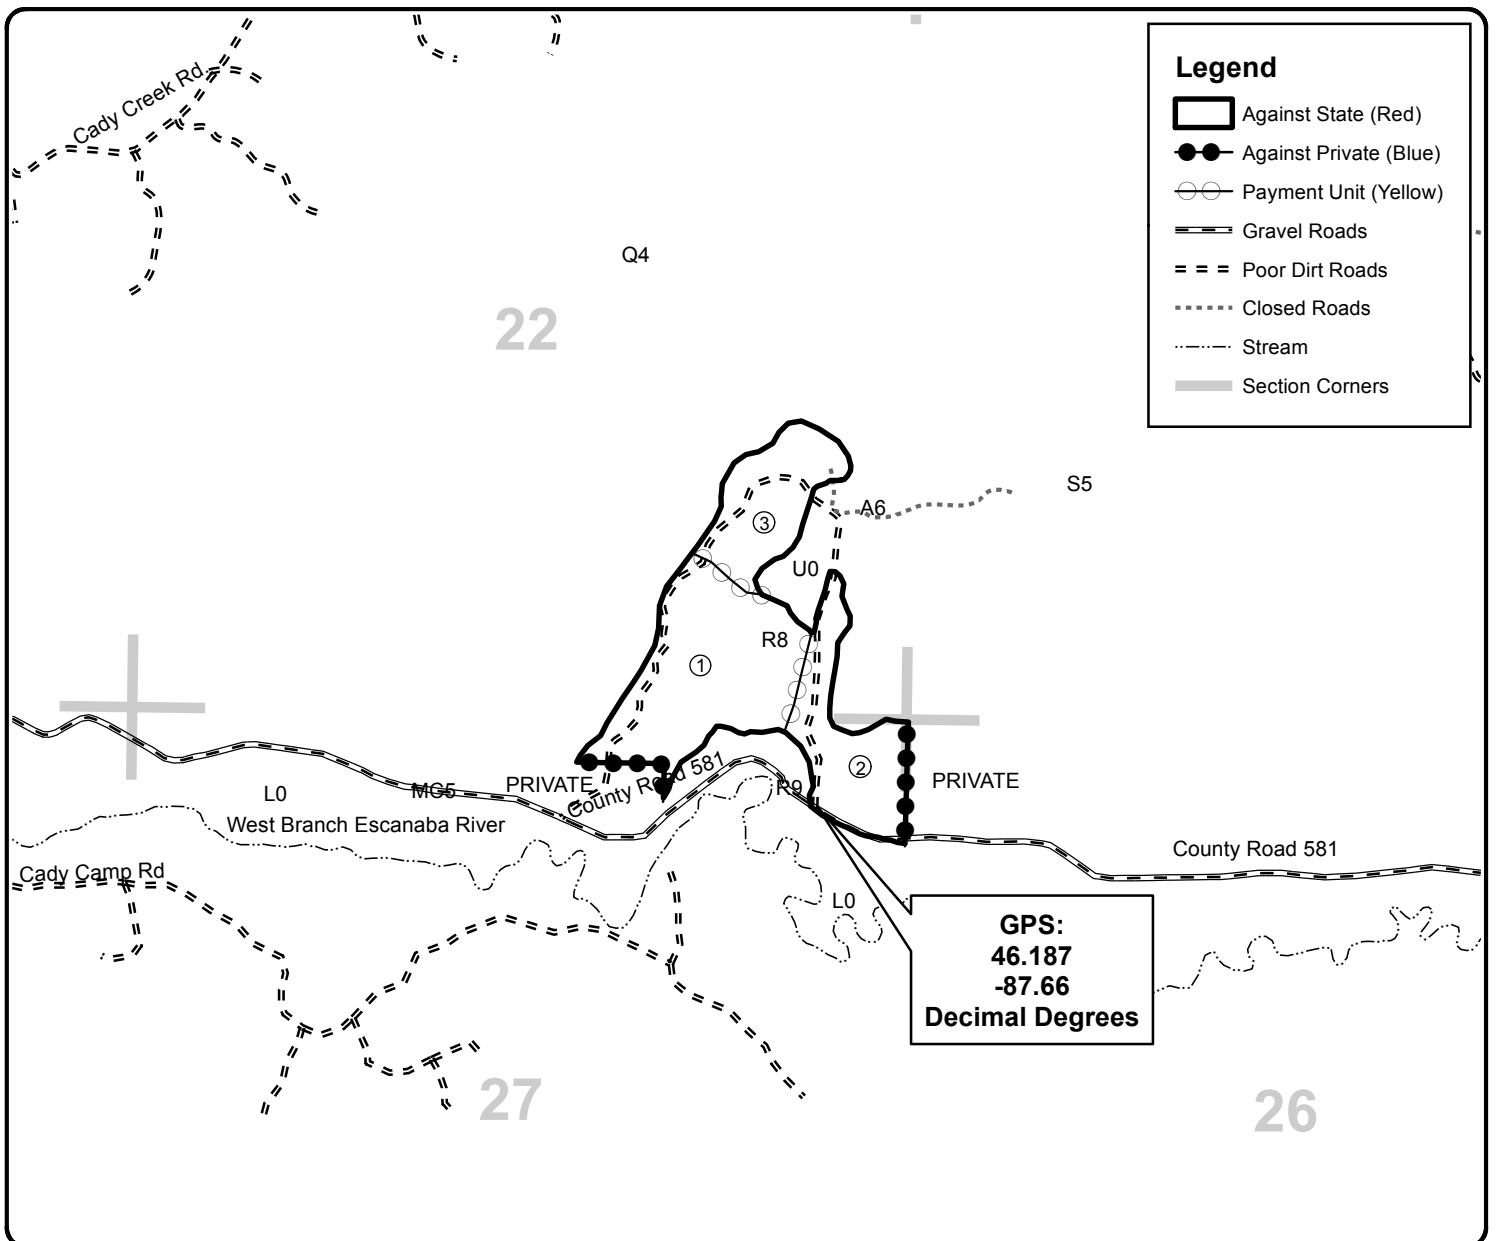 Cady Creek Rd.
Legend
Against State (Red)
Against Private (Blue)
Payment Unit (Yellow)
Gravel Roads
Poor Dirt Roads
Closed Roads
Stream
Section Corners
Q4
22
S5
A6
3
U0
R8
1
2
PRIVATE
PRIVATE
County Road 581
R9
L0
MC5
West Branch Escanaba River
County Road 581
Cady Camp Rd
L0
GPS:
46.187
-87.66
Decimal Degrees
27
26